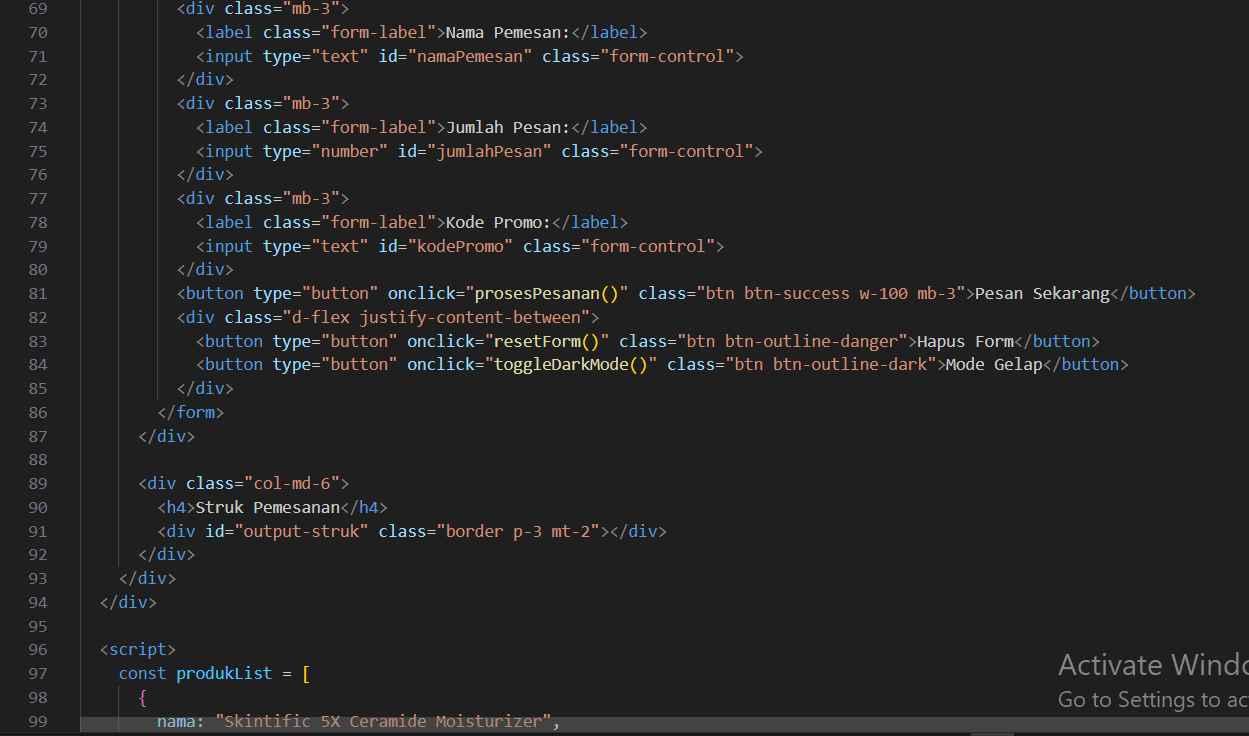 69 <div class="mb-3">
70 <label class="form-label">Nama Pemesan:</label>
71 <input type="text" id="namaPemesan" class="form-control">
72 </div>
73 <div class="mb-3">
74 <label class="form-label">Jumlah Pesan:</label>
75 <input type="number" id="jumlahPesan" class="form-control">
76 </div>
77 <div class="mb-3">
78 <label class="form-label">Kode Promo:</label>
79 <input type="text" id="kodePromo" class="form-control">
80 </div>
81 <button type="button" onclick="prosesPesanan()" class="btn btn-success w-100 mb-3">Pesan Sekarang</button>
82 <div class="d-flex justify-content-between">
83 <button type="button" onclick="resetForm()" class="btn btn-outline-danger">Hapus Form</button>
84 <button type="button" onclick="toggleDarkMode()" class="btn btn-outline-dark">Mode Gelap</button>
85 </div>
86 </form>
87 </div>
88
89 <div class="col-md-6">
90 <h4>Struk Pemesanan</h4>
91 <div id="output-struk" class="border p-3 mt-2"></div>
92 </div>
93 </div>
94 </div>
95
96 <script>
97 const produkList = [
98 {
99 nama: "Skintific 5X Ceramide Moisturizer",
Activate Windo
Go to Settings to ac